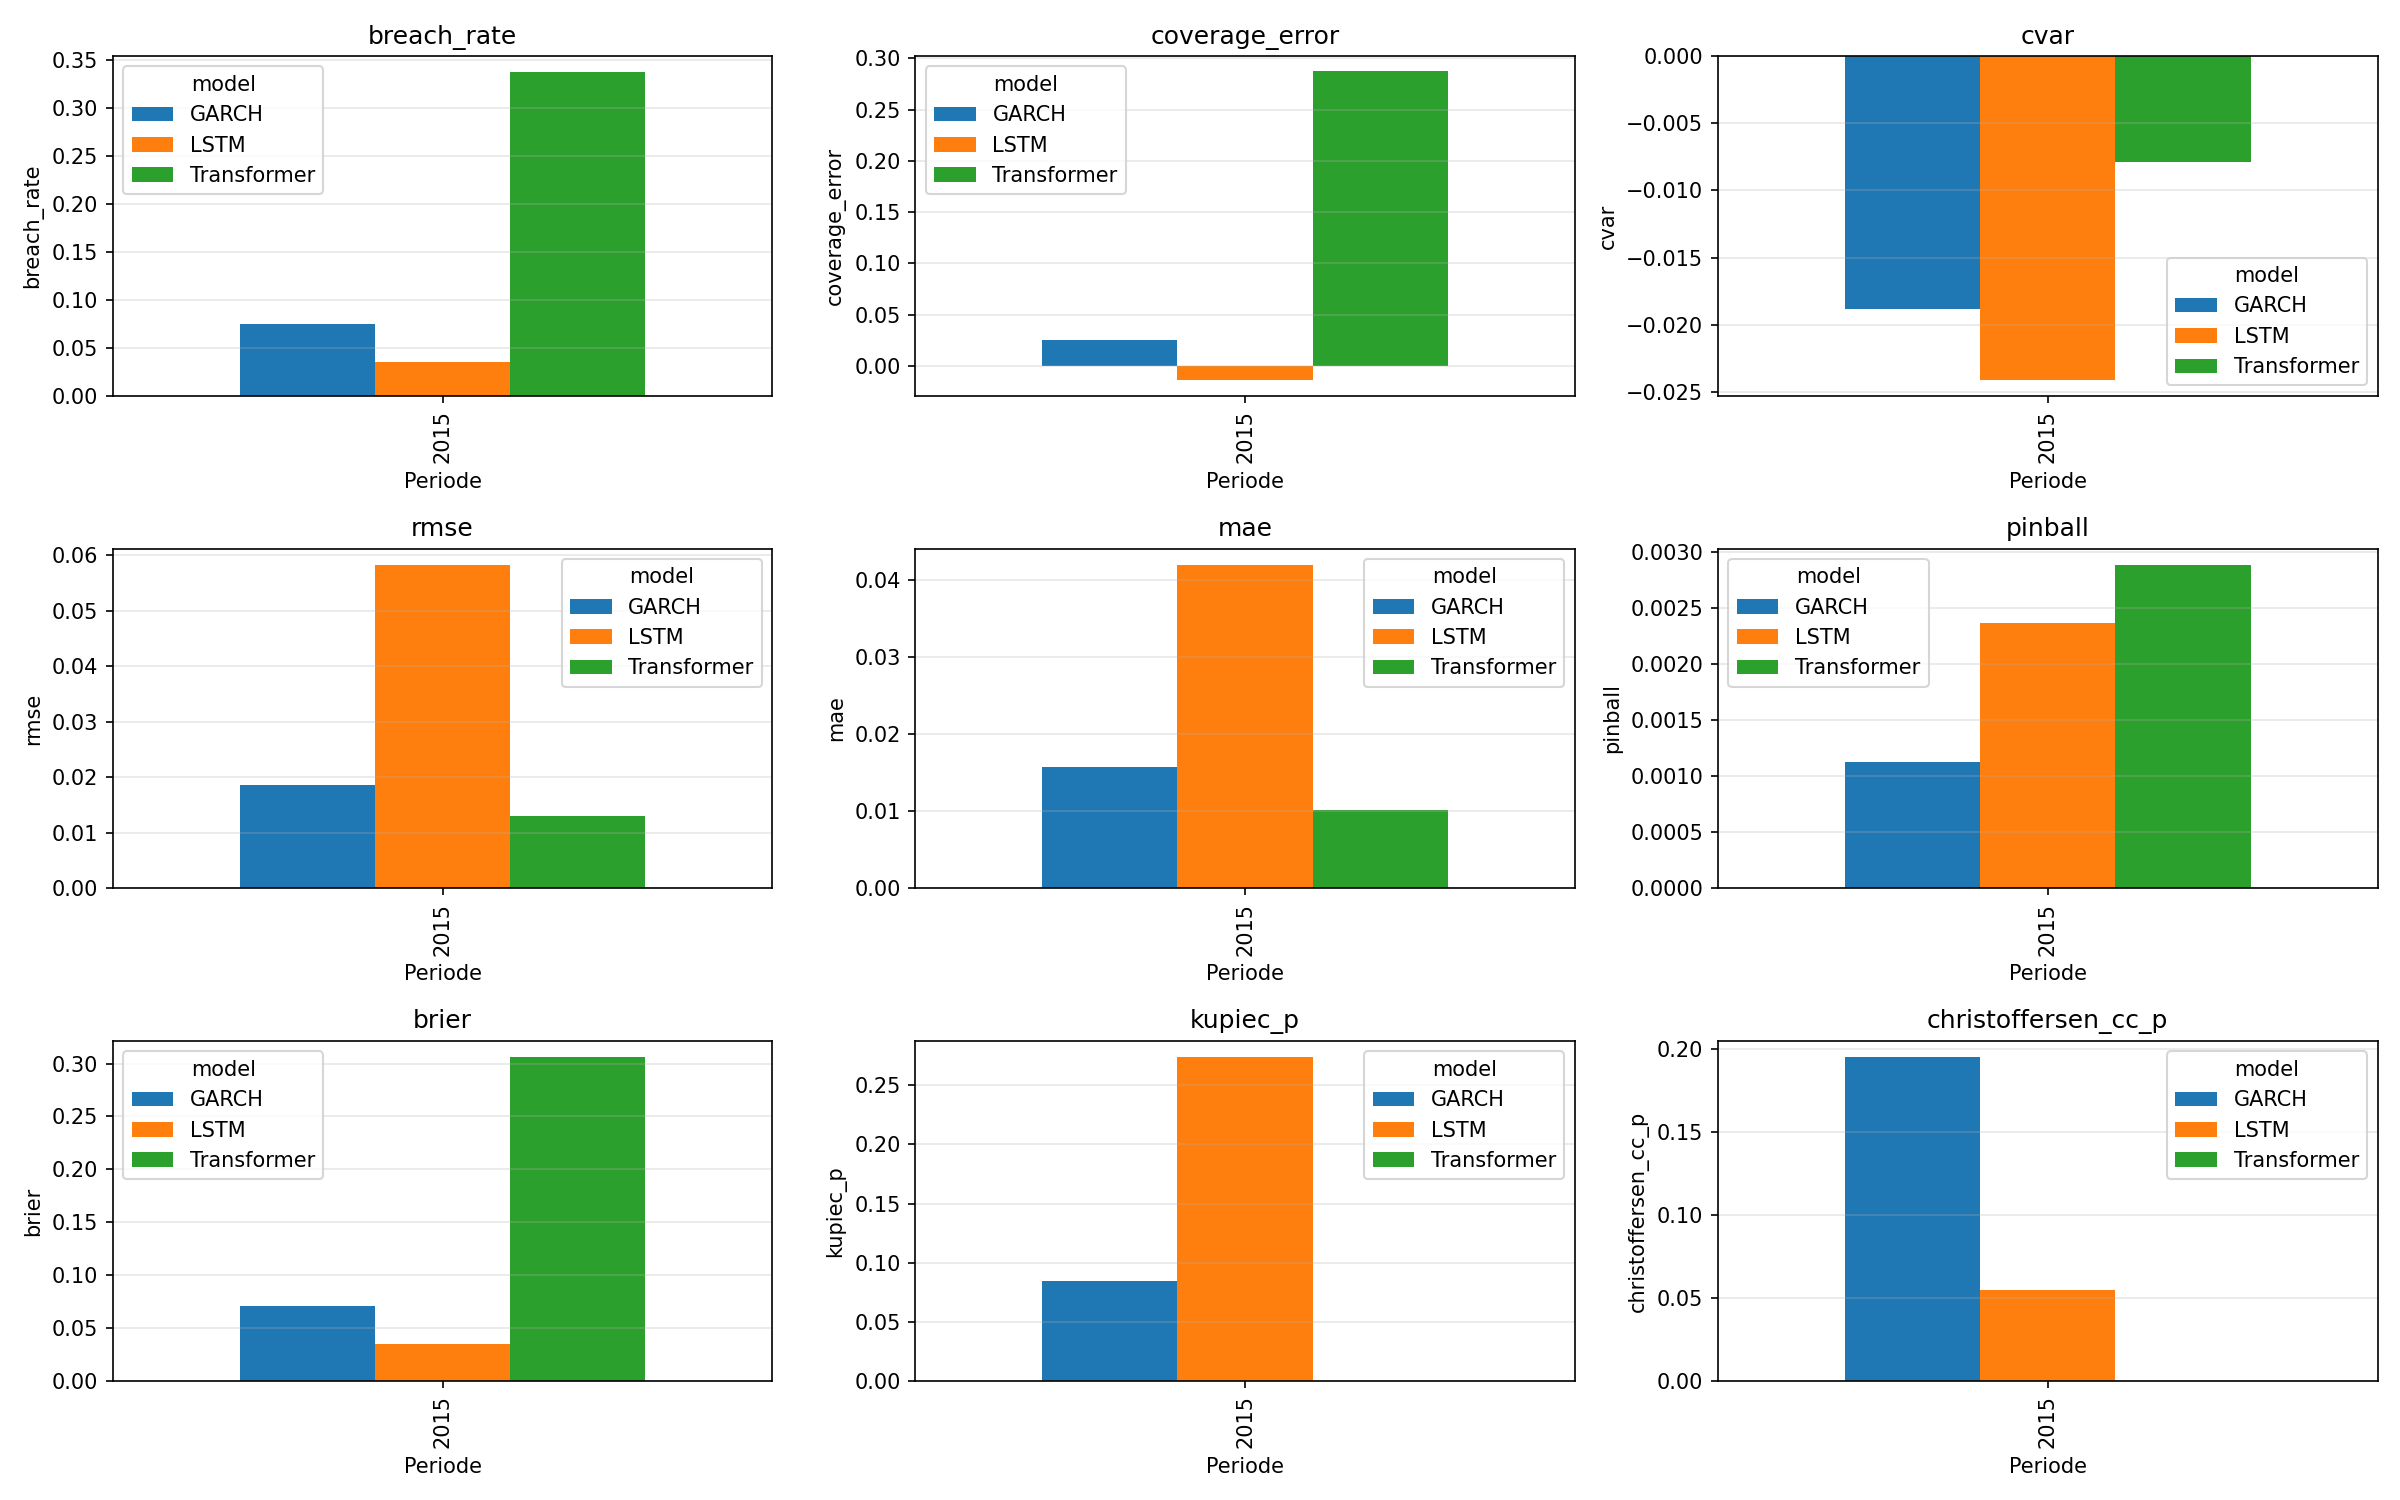 breach_rate
0.35
0.30
0.25
0.20
0.15
0.10
0.05
0.00
breach_rate
model
GARCH
LSTM
Transformer
2015
Periode
coverage_error
0.30
0.25
0.20
0.15
0.10
0.05
0.00
coverage_error
model
GARCH
LSTM
Transformer
2015
Periode
cvar
0.000
−0.005
−0.010
−0.015
−0.020
−0.025
cvar
model
GARCH
LSTM
Transformer
2015
Periode
rmse
0.06
0.05
0.04
0.03
0.02
0.01
0.00
rmse
model
GARCH
LSTM
Transformer
2015
Periode
mae
0.04
0.03
0.02
0.01
0.00
mae
model
GARCH
LSTM
Transformer
2015
Periode
pinball
0.0030
0.0025
0.0020
0.0015
0.0010
0.0005
0.0000
pinball
model
GARCH
LSTM
Transformer
2015
Periode
brier
0.30
0.25
0.20
0.15
0.10
0.05
0.00
brier
model
GARCH
LSTM
Transformer
2015
Periode
kupiec_p
0.25
0.20
0.15
0.10
0.05
0.00
kupiec_p
model
GARCH
LSTM
Transformer
2015
Periode
christoffersen_cc_p
0.20
0.15
0.10
0.05
0.00
christoffersen_cc_p
model
GARCH
LSTM
Transformer
2015
Periode